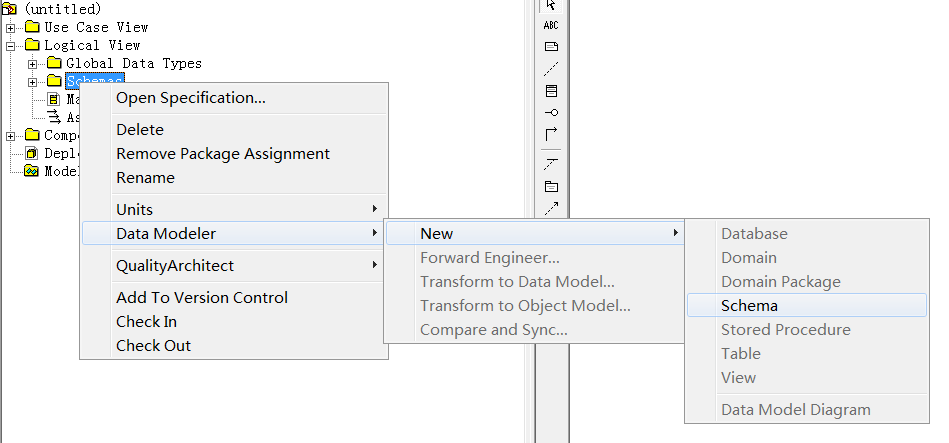 (untitled)
Use Case View
Logical View
Global Data Types
Schemas
Ma
As
Compo
Deplo
Model
Open Specification...
Delete
Remove Package Assignment
Rename
Units
Data Modeler
QualityArchitect
Add To Version Control
Check In
Check Out
New
Forward Engineer...
Transform to Data Model...
Transform to Object Model...
Compare and Sync...
Database
Domain
Domain Package
Schema
Stored Procedure
Table
View
Data Model Diagram
ABC